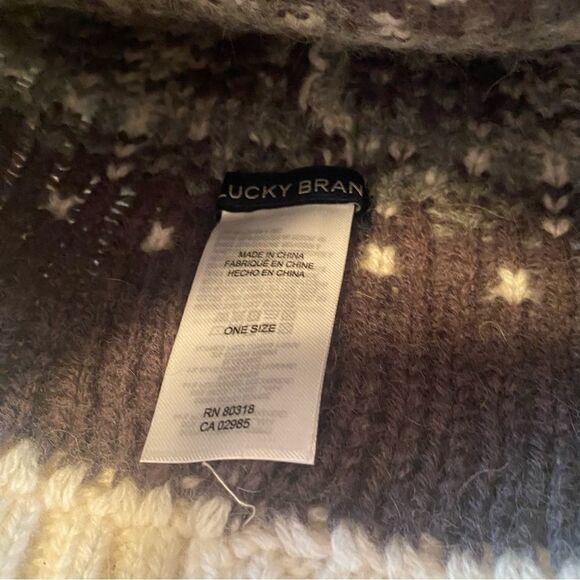 LUCKY BRAN
MADE IN CHINA
FABRIQUÉ EN CHINE
HECHO EN CHINA
ONE SIZE
RN 80318
CA 02985